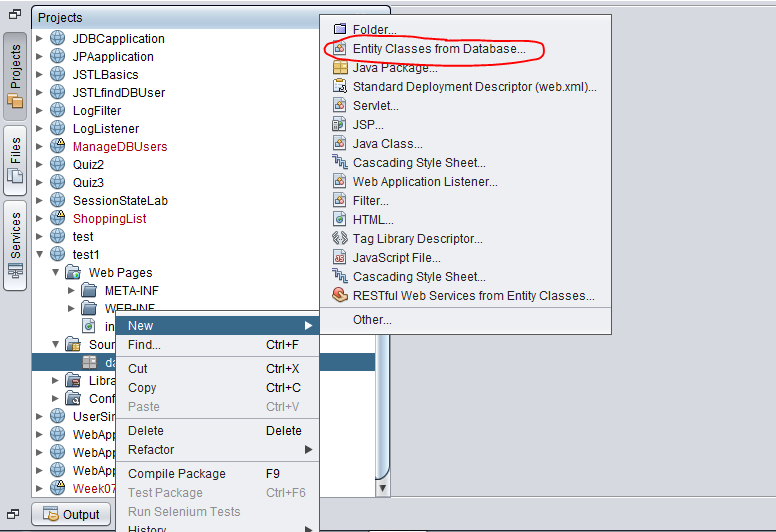 Projects
Files
Services
Projects
JDBCapplication
JPAapplication
JSTLBasics
JSTLfindDBUser
LogFilter
LogListener
ManageDBUsers
Quiz2
Quiz3
SessionStateLab
ShoppingList
test
test1
Web Pages
META-INF
WEB-INF
in
Sour
da
Libra
Conf
UserSir
WebApp
WebApp
WebApp
Week07
Output
New
Find... Ctrl+F
Cut Ctrl+X
Copy Ctrl+C
Paste Ctrl+V
Delete Delete
Refactor
Compile Package F9
Test Package Ctrl+F6
Run Selenium Tests
History
Folder...
Entity Classes from Database...
Java Package...
Standard Deployment Descriptor (web.xml)...
Servlet...
JSP...
Java Class...
Cascading Style Sheet...
Web Application Listener...
Filter...
HTML...
Tag Library Descriptor...
JavaScript File...
Cascading Style Sheet...
RESTful Web Services from Entity Classes...
Other...